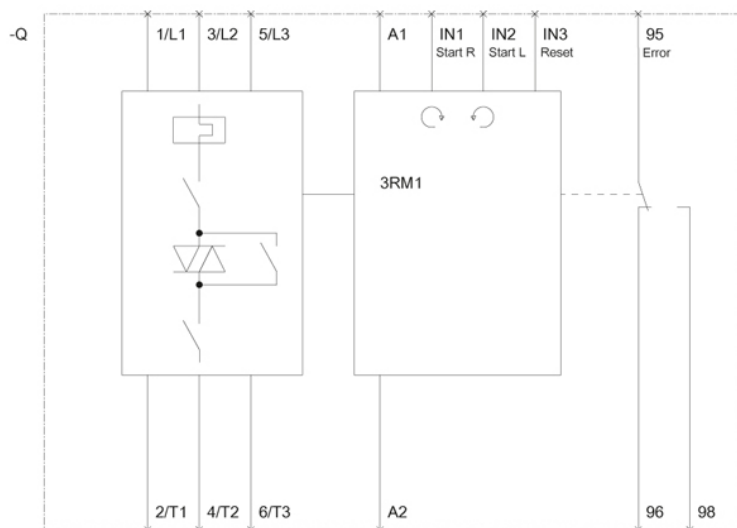 -Q
1/L1 3/L2 5/L3 A1 IN1 IN2 IN3 95
Start R Start L Reset Error
3RM1
2/T1 4/T2 6/T3 A2 96 98